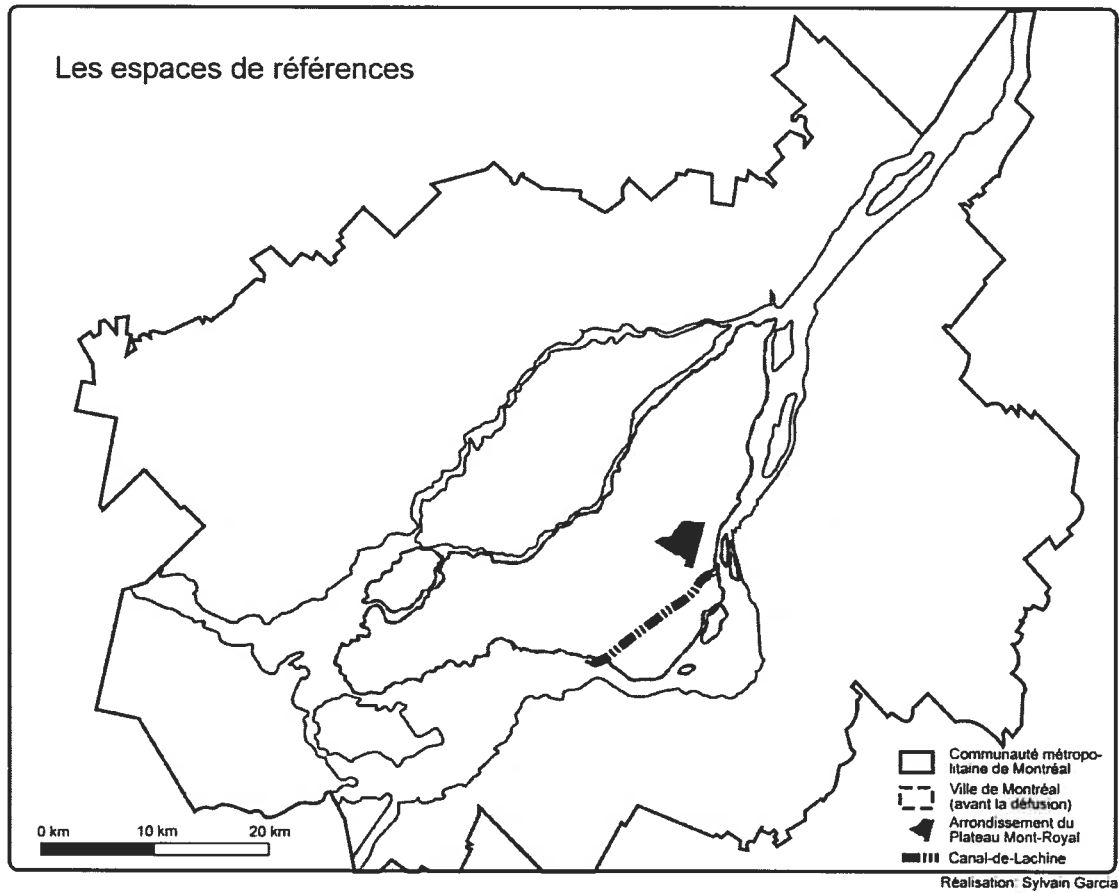 Les espaces de références
Communauté métropo-
litaine de Montréal
Ville de Montréal
(avant la défusion)
Arrondissement du
Plateau Mont-Royal
Canal-de-Lachine
0 km 10 km 20 km
Réalisation: Sylvain Garcia